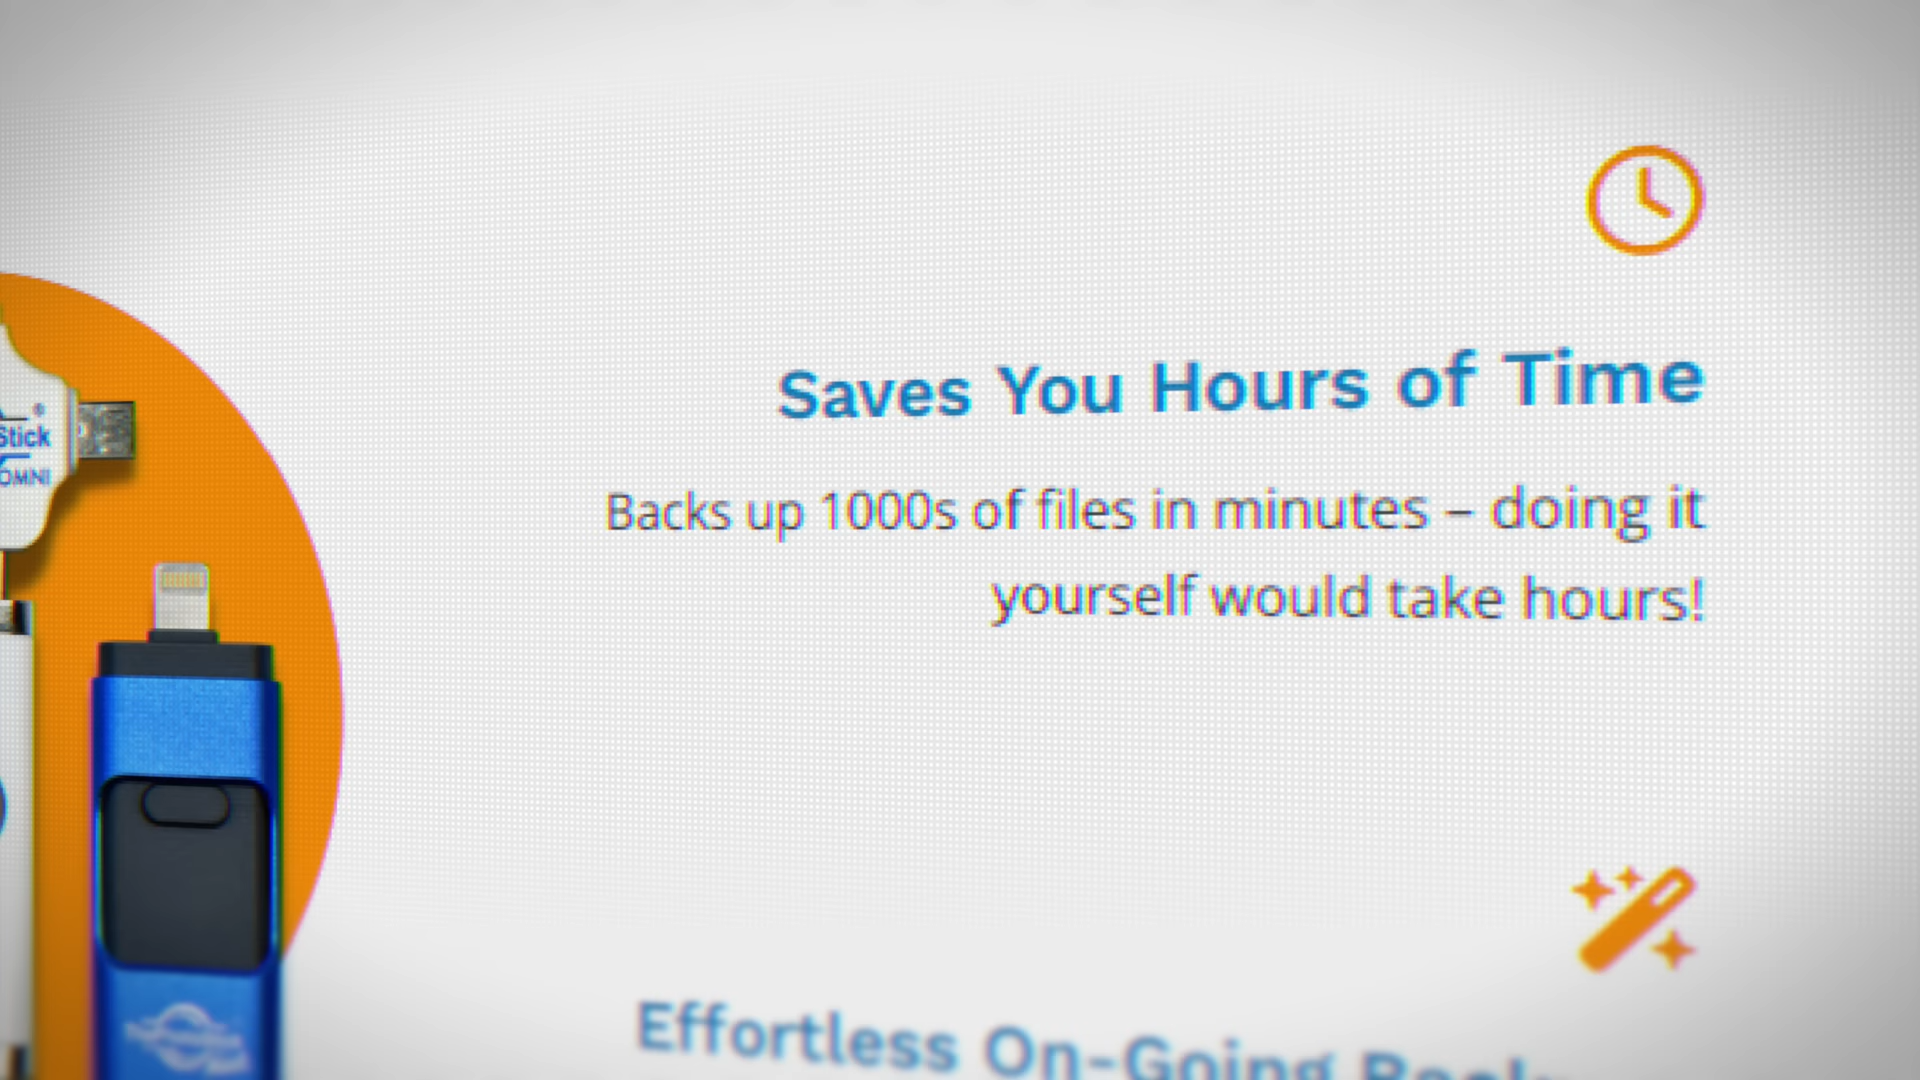 Saves You Hours of Time
Backs up 1000s of files in minutes – doing it
yourself would take hours!
Stick
OMNI
Effortless On-Going